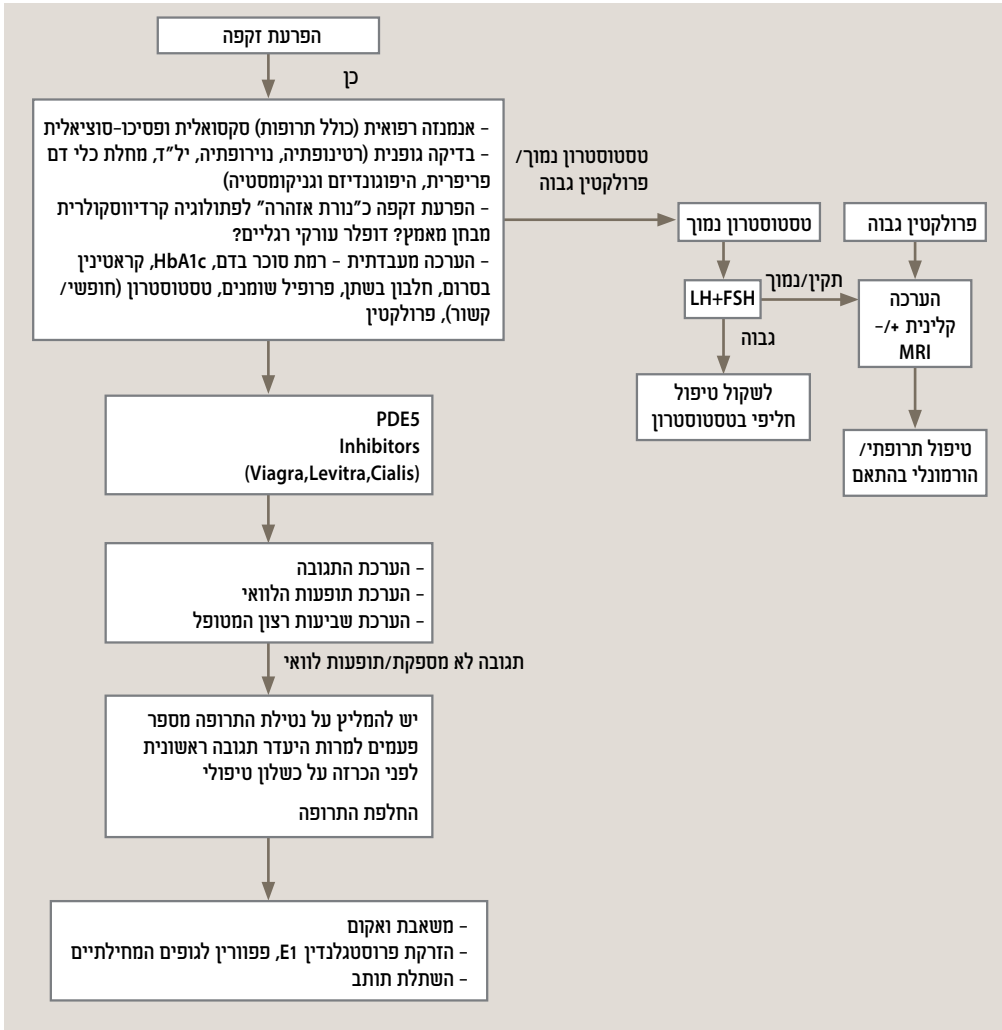 הפרעת זקפה
כן
- אנמנזה רפואית (כולל תרופות) סקסואלית ופסיכו-סוציאלית
- בדיקה גופנית (רטינופתיה, נוירופתיה, יל"ד, מחלת כלי דם
פריפרית, היפוגונדיזם וגניקומסטיה)
- הפרעת זקפה כ"נורת אזהרה" לפתולוגיה קרדיווסקולרית
מבחן מאמץ? דופלר עורקי רגליים?
- הערכה מעבדתית - רמת סוכר בדם, HbA1c, קראטינין
בסרום, חלבון בשתן, פרופיל שומנים, טסטוסטרון (חופשי/
קשור), פרולקטין
טסטוסטרון נמוך/
פרולקטין גבוה
טסטוסטרון נמוך
פרולקטין גבוה
LH+FSH
תקין/נמוך
הערכה
קלינית +/-
MRI
גבוה
לשקול טיפול
חליפי בטסטוסטרון
טיפול תרופתי/
הורמונלי בהתאם
PDE5
Inhibitors
(Viagra,Levitra,Cialis)
- הערכת התגובה
- הערכת תופעות הלוואי
- הערכת שביעות רצון המטופל
תגובה לא מספקת/תופעות לוואי
יש להמליץ על נטילת התרופה מספר
פעמים למרות היעדר תגובה ראשונית
לפני הכרזה על כשלון טיפולי
החלפת התרופה
- משאבת ואקום
- הזרקת פרוסטגלנדין E1, פפוורין לגופים המחילתיים
- השתלת תותב